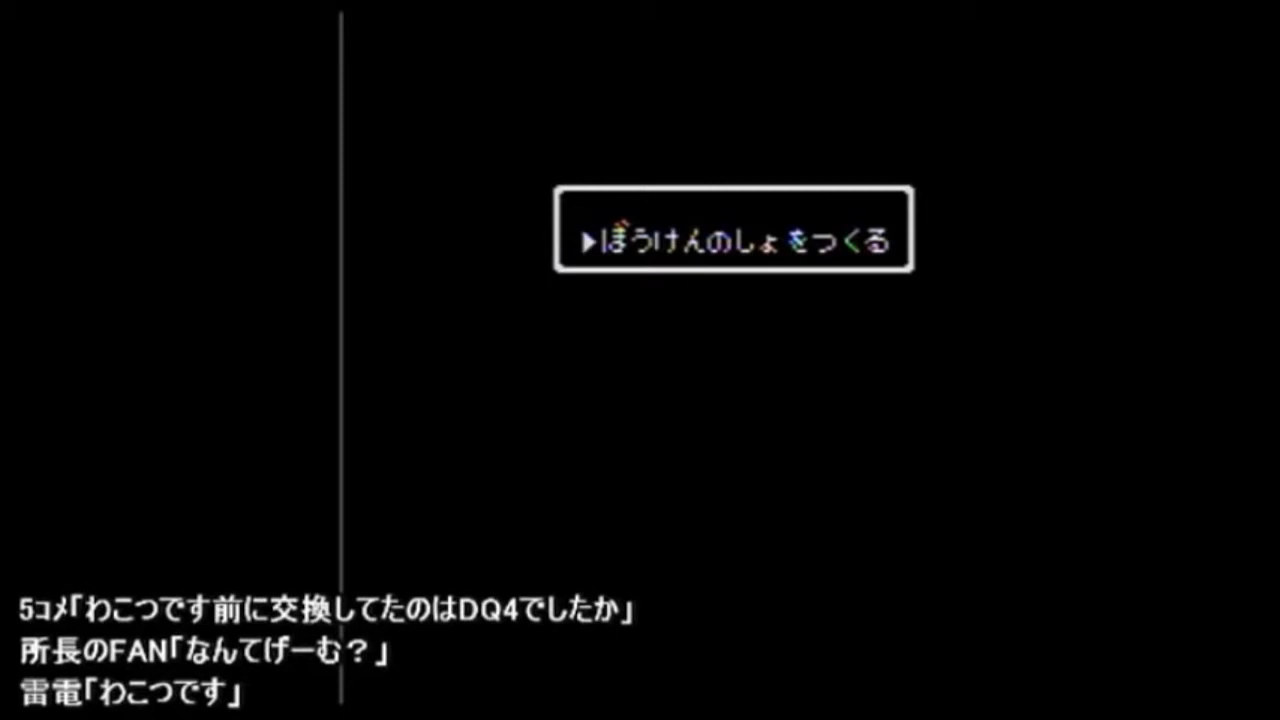 ▶ぼうけんのしょをつくる
5ｺﾒ｢わこつです前に交換してたのはDQ4でしたか｣
所長のFAN｢なんてげーむ？｣
雷電｢わこつです｣